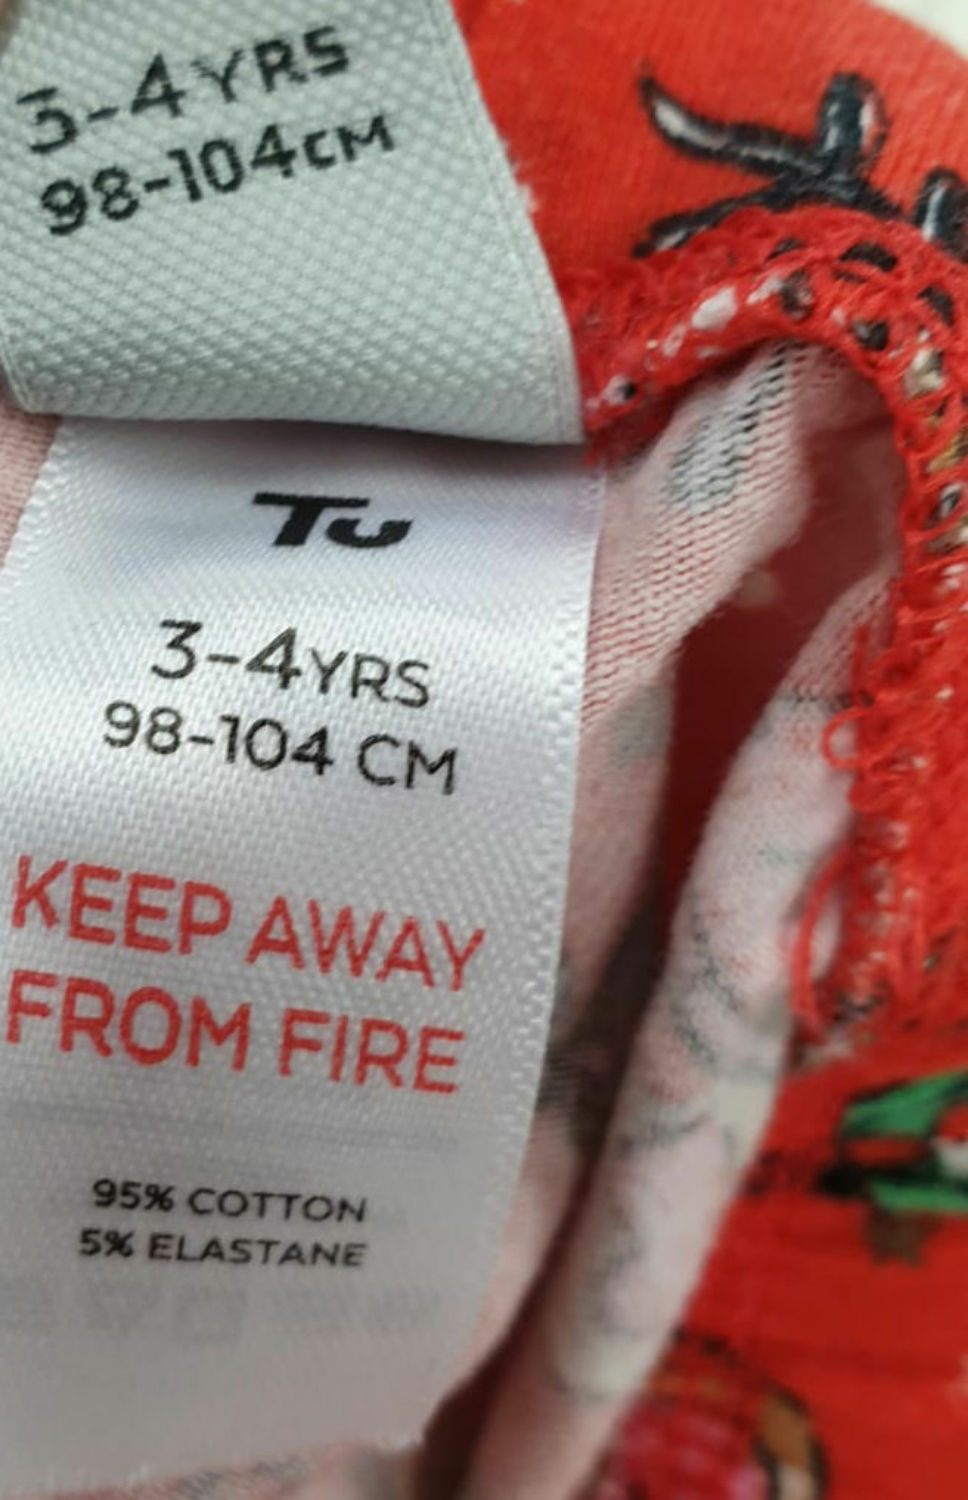 3-4YRS
98-104CM
Tu
3-4YRS
98-104 CM
KEEP AWAY
FROM FIRE
95% COTTON
5% ELASTANE